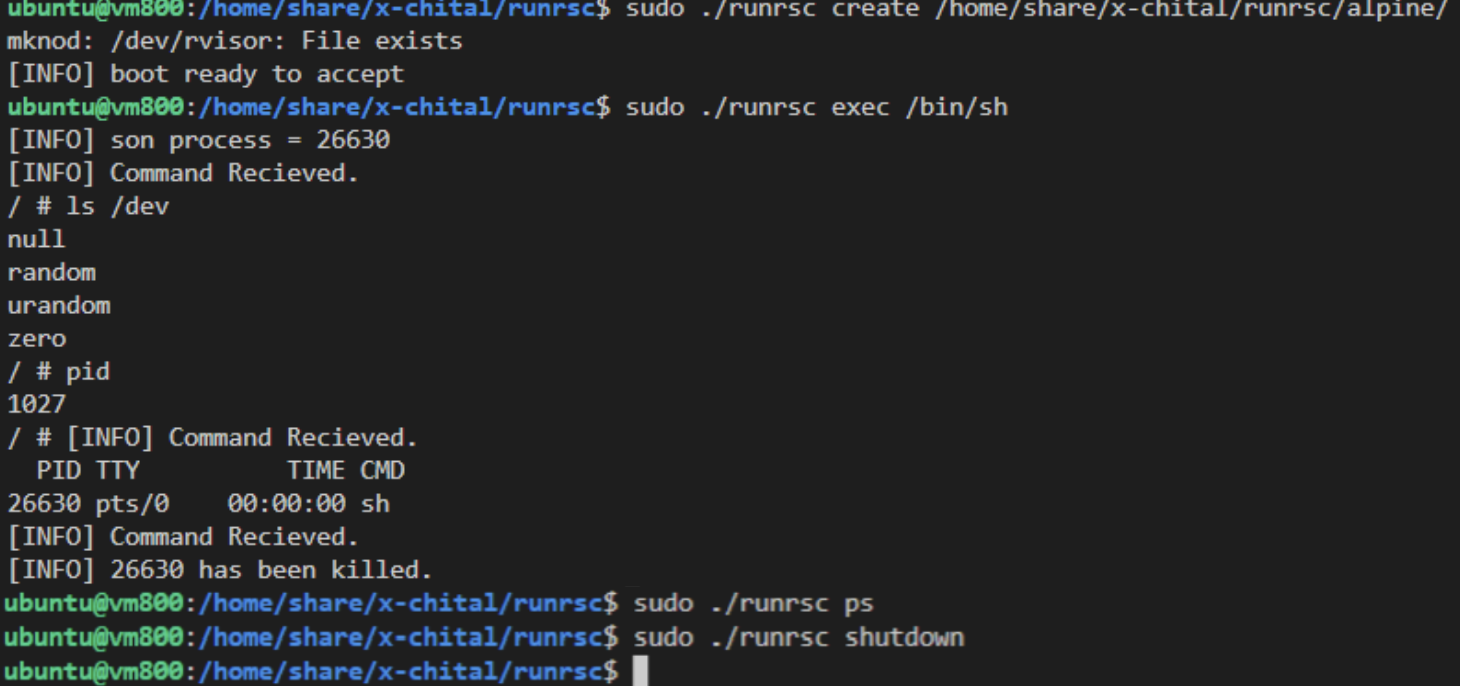 ubuntu@vm800:/home/share/x-chital/runrsc$ sudo ./runrsc create /home/share/x-chital/runrsc/alpine/
mknod: /dev/rvisor: File exists
[INFO] boot ready to accept
ubuntu@vm800:/home/share/x-chital/runrsc$ sudo ./runrsc exec /bin/sh
[INFO] son process = 26630
[INFO] Command Recieved.
/ # ls /dev
null
random
urandom
zero
/ # pid
1027
/ # [INFO] Command Recieved.
  PID TTY          TIME CMD
26630 pts/0    00:00:00 sh
[INFO] Command Recieved.
[INFO] 26630 has been killed.
ubuntu@vm800:/home/share/x-chital/runrsc$ sudo ./runrsc ps
ubuntu@vm800:/home/share/x-chital/runrsc$ sudo ./runrsc shutdown
ubuntu@vm800:/home/share/x-chital/runrsc$